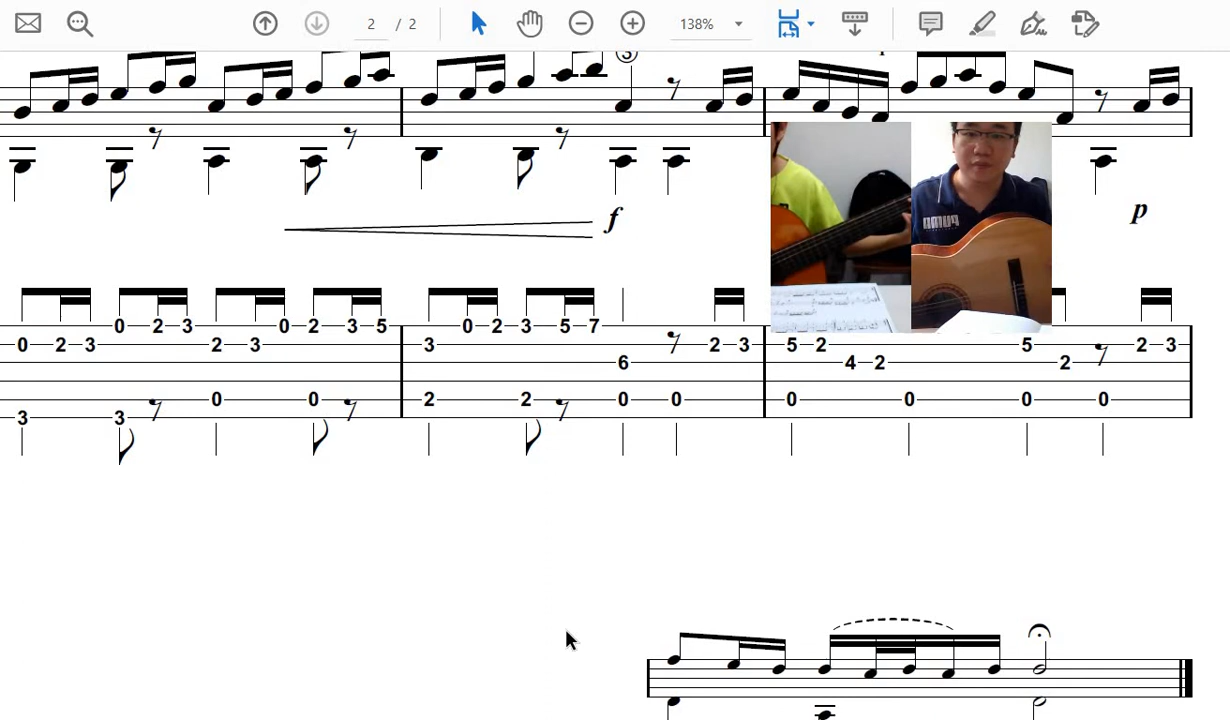 2 / 2 138%
3
f p
0 2 3 0 2 3 2 3 0 2 3 5 3 0 2 3 5 7 6 2 3 5 2 4 2 5 2 2 3
3 3 0 0 2 2 0 0 0 0 0 0
PUMA